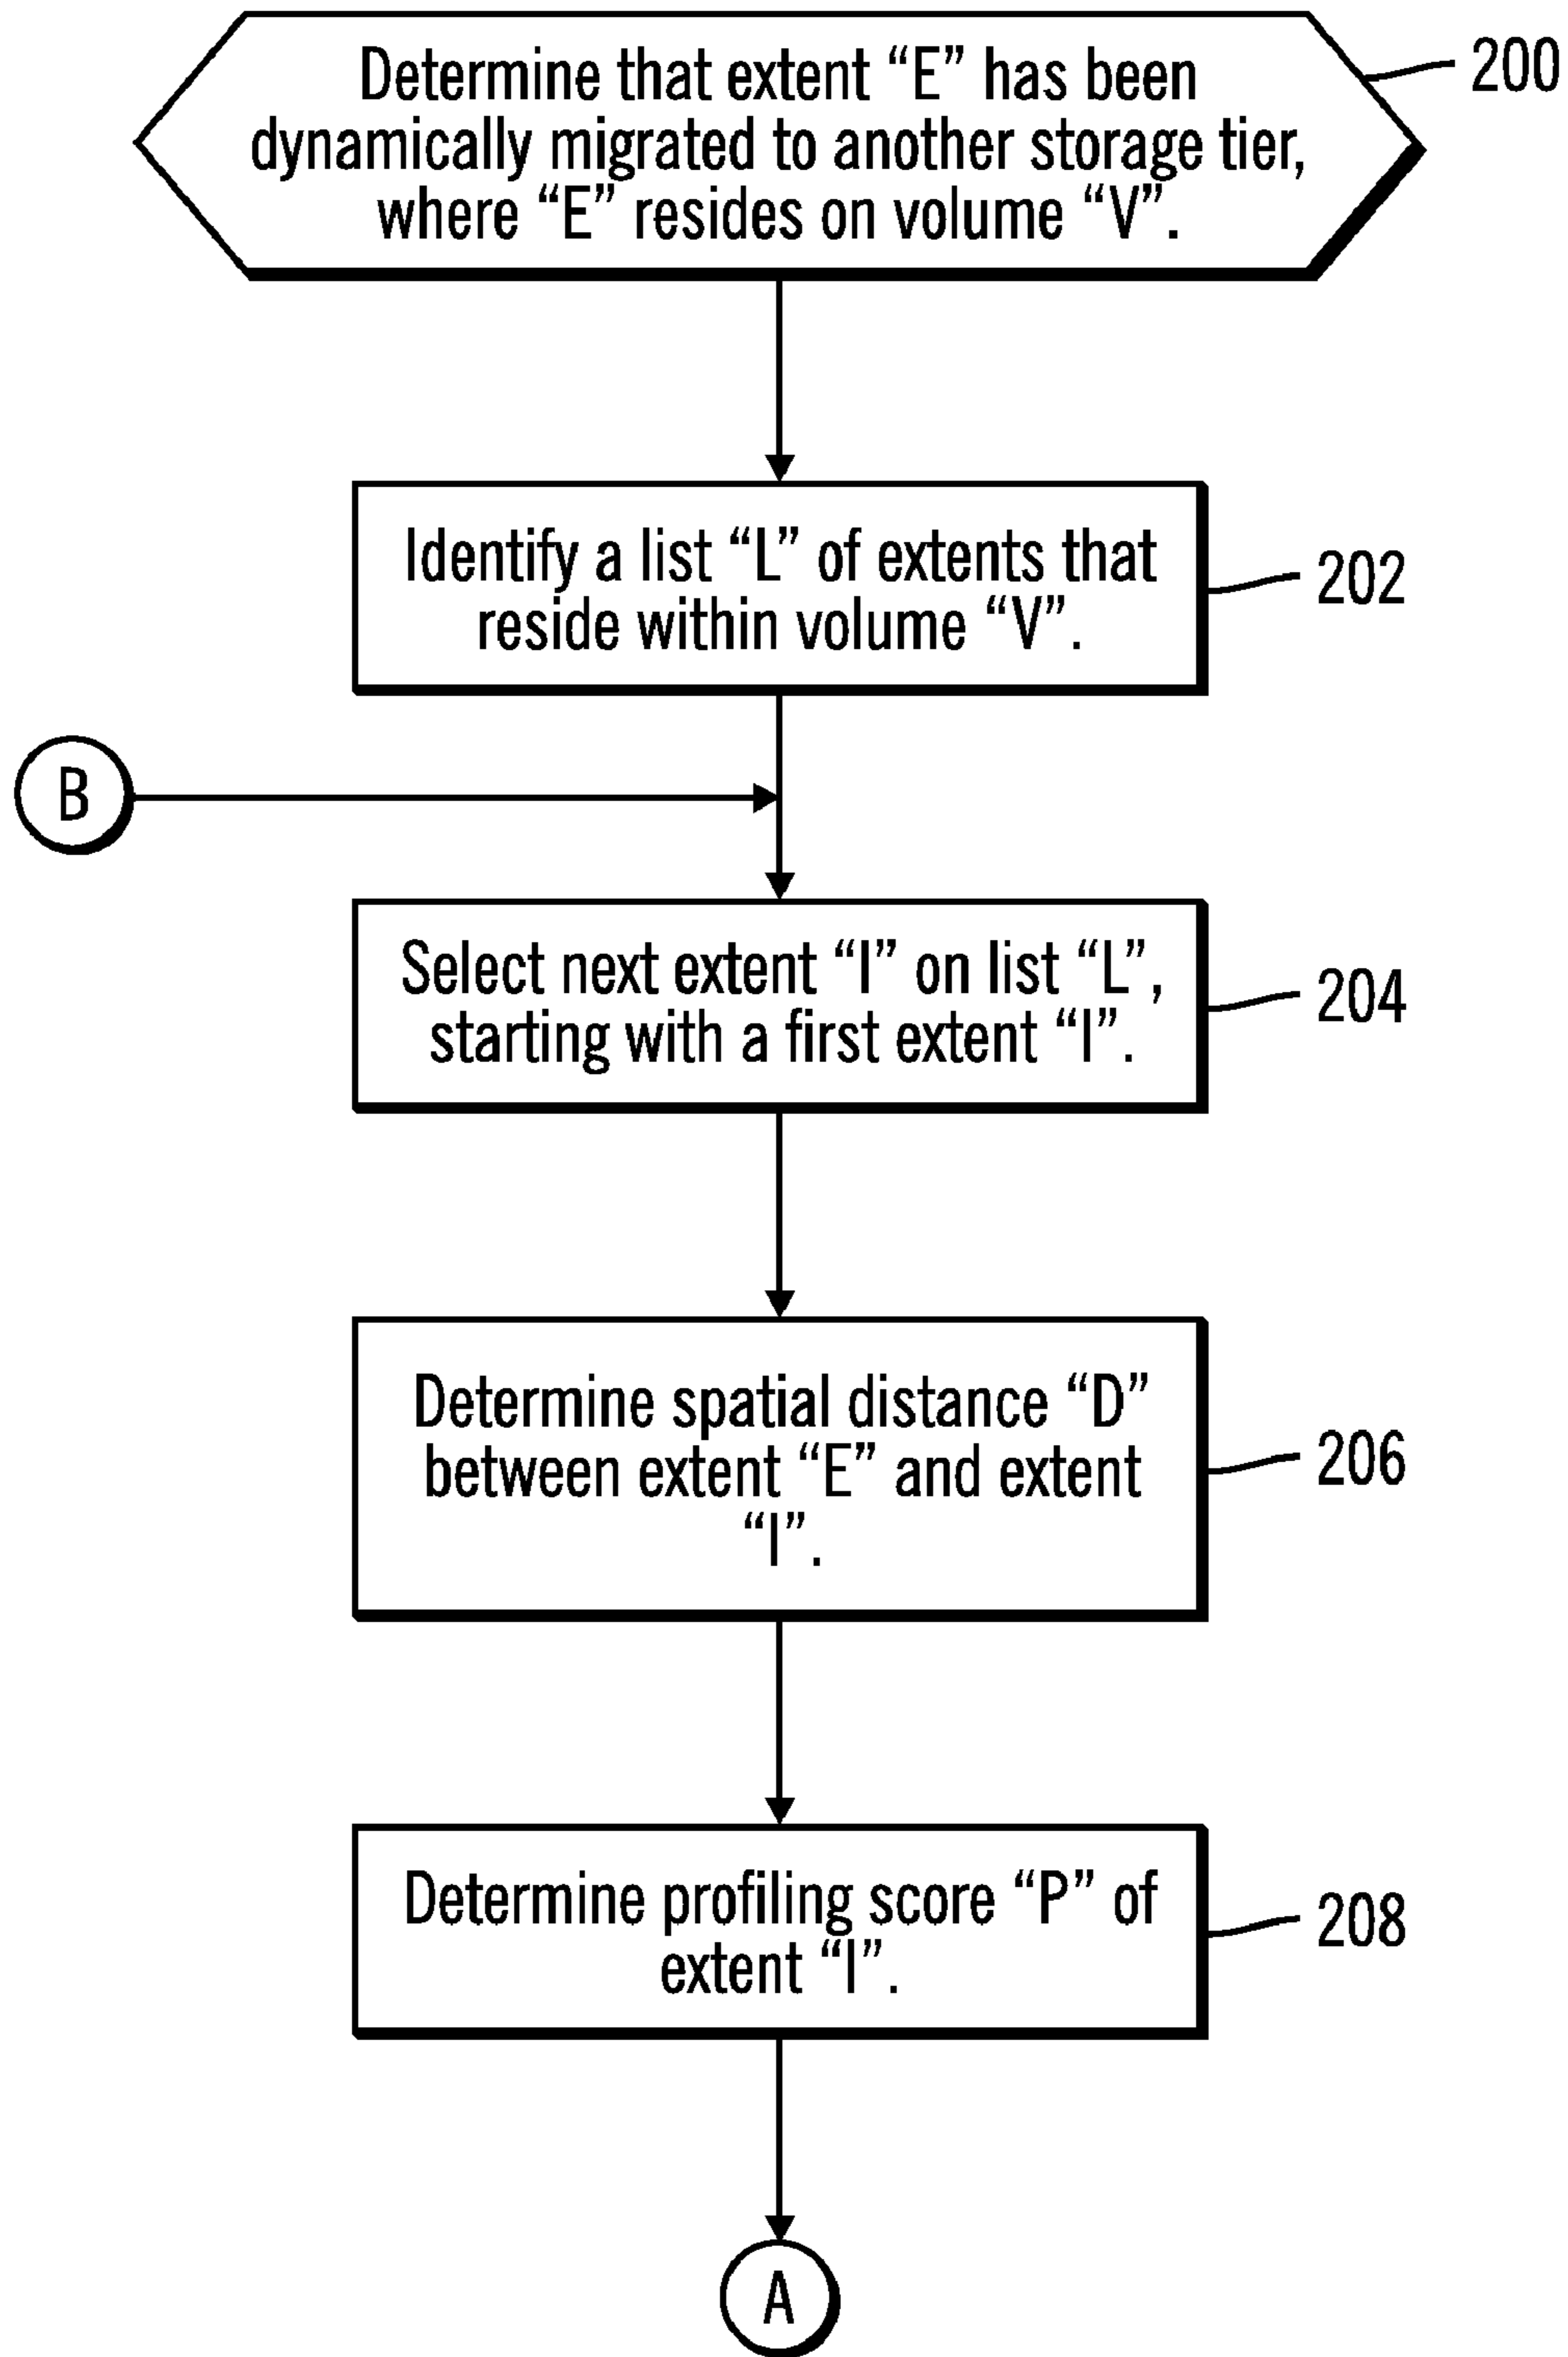 Determine that extent “E” has been
dynamically migrated to another storage tier,
where “E” resides on volume “V”.
200
Identify a list “L” of extents that
reside within volume “V”.
202
B
Select next extent “I” on list “L”,
starting with a first extent “I”.
204
Determine spatial distance “D”
between extent “E” and extent
“I”.
206
Determine profiling score “P” of
extent “I”.
208
A